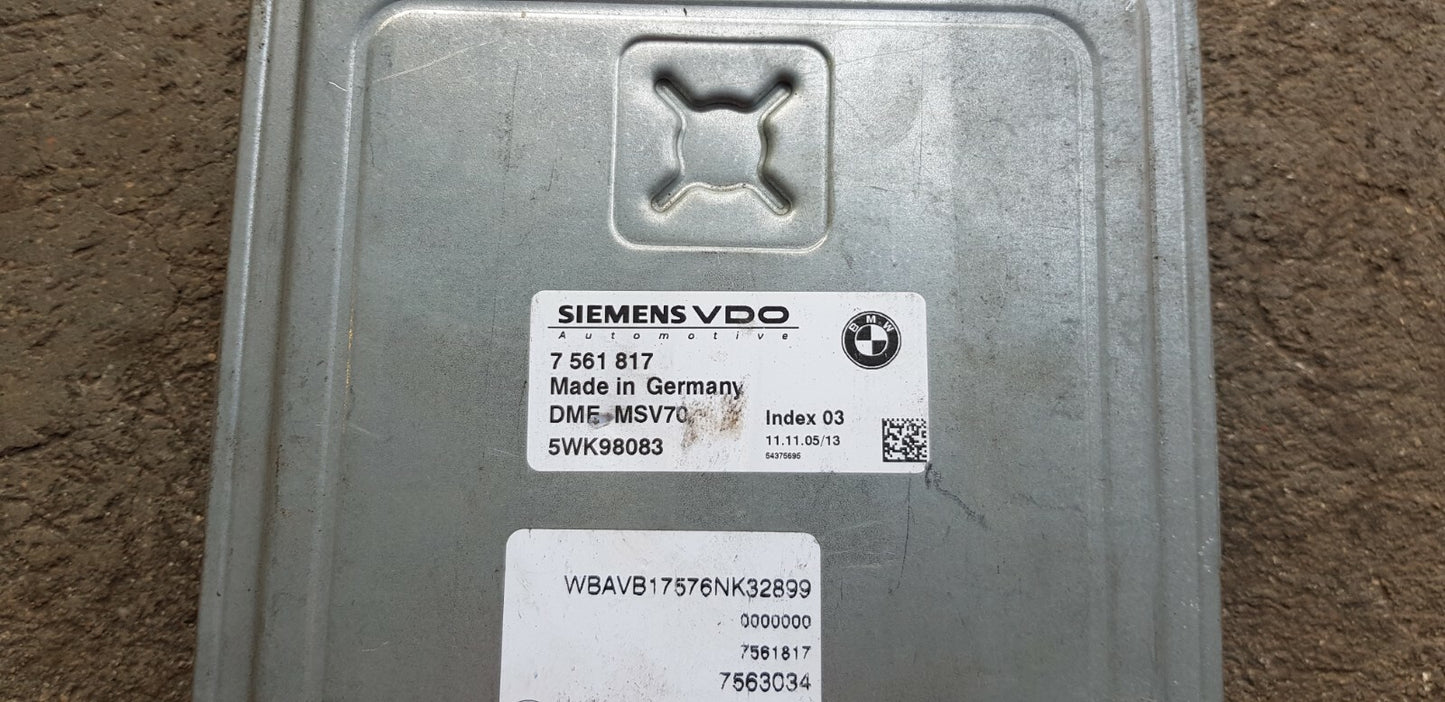 SIEMENS VDO
Automotive
BMW
7 561 817
Made in Germany
DME MSV70
Index 03
5WK98083
11.11.05/13
54375695
WBAVB17576NK32899
0000000
7561817
7563034